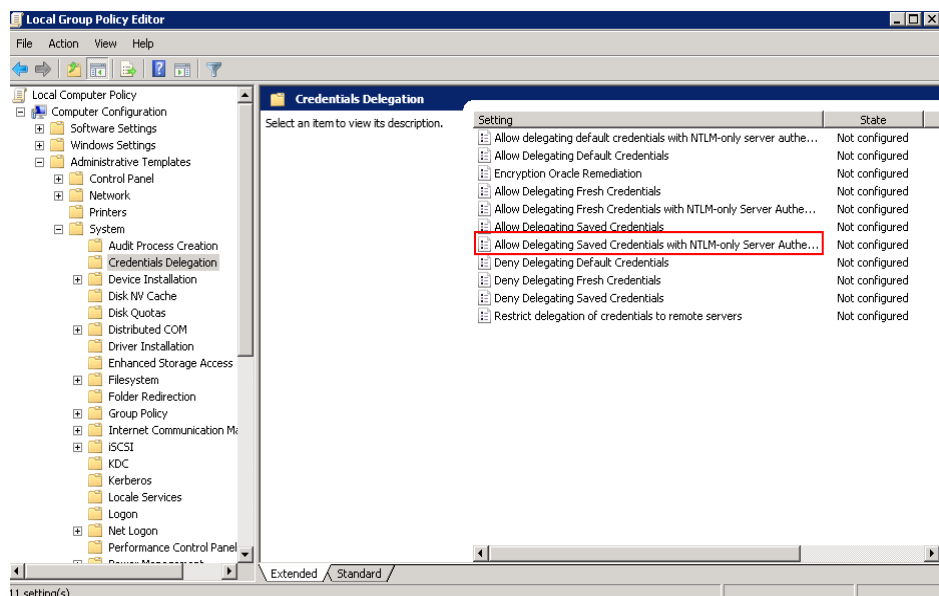 Local Group Policy Editor
File Action View Help
Local Computer Policy
Computer Configuration
Software Settings
Windows Settings
Administrative Templates
Control Panel
Network
Printers
System
Audit Process Creation
Credentials Delegation
Device Installation
Disk NV Cache
Disk Quotas
Distributed COM
Driver Installation
Enhanced Storage Access
Filesystem
Folder Redirection
Group Policy
Internet Communication Ma
iSCSI
KDC
Kerberos
Locale Services
Logon
Net Logon
Performance Control Panel
Power Management
Credentials Delegation
Select an item to view its description.
Setting State
Allow delegating default credentials with NTLM-only server authe... Not configured
Allow Delegating Default Credentials Not configured
Encryption Oracle Remediation Not configured
Allow Delegating Fresh Credentials Not configured
Allow Delegating Fresh Credentials with NTLM-only Server Authe... Not configured
Allow Delegating Saved Credentials Not configured
Allow Delegating Saved Credentials with NTLM-only Server Authe... Not configured
Deny Delegating Default Credentials Not configured
Deny Delegating Fresh Credentials Not configured
Deny Delegating Saved Credentials Not configured
Restrict delegation of credentials to remote servers Not configured
Extended Standard
11 setting(s)